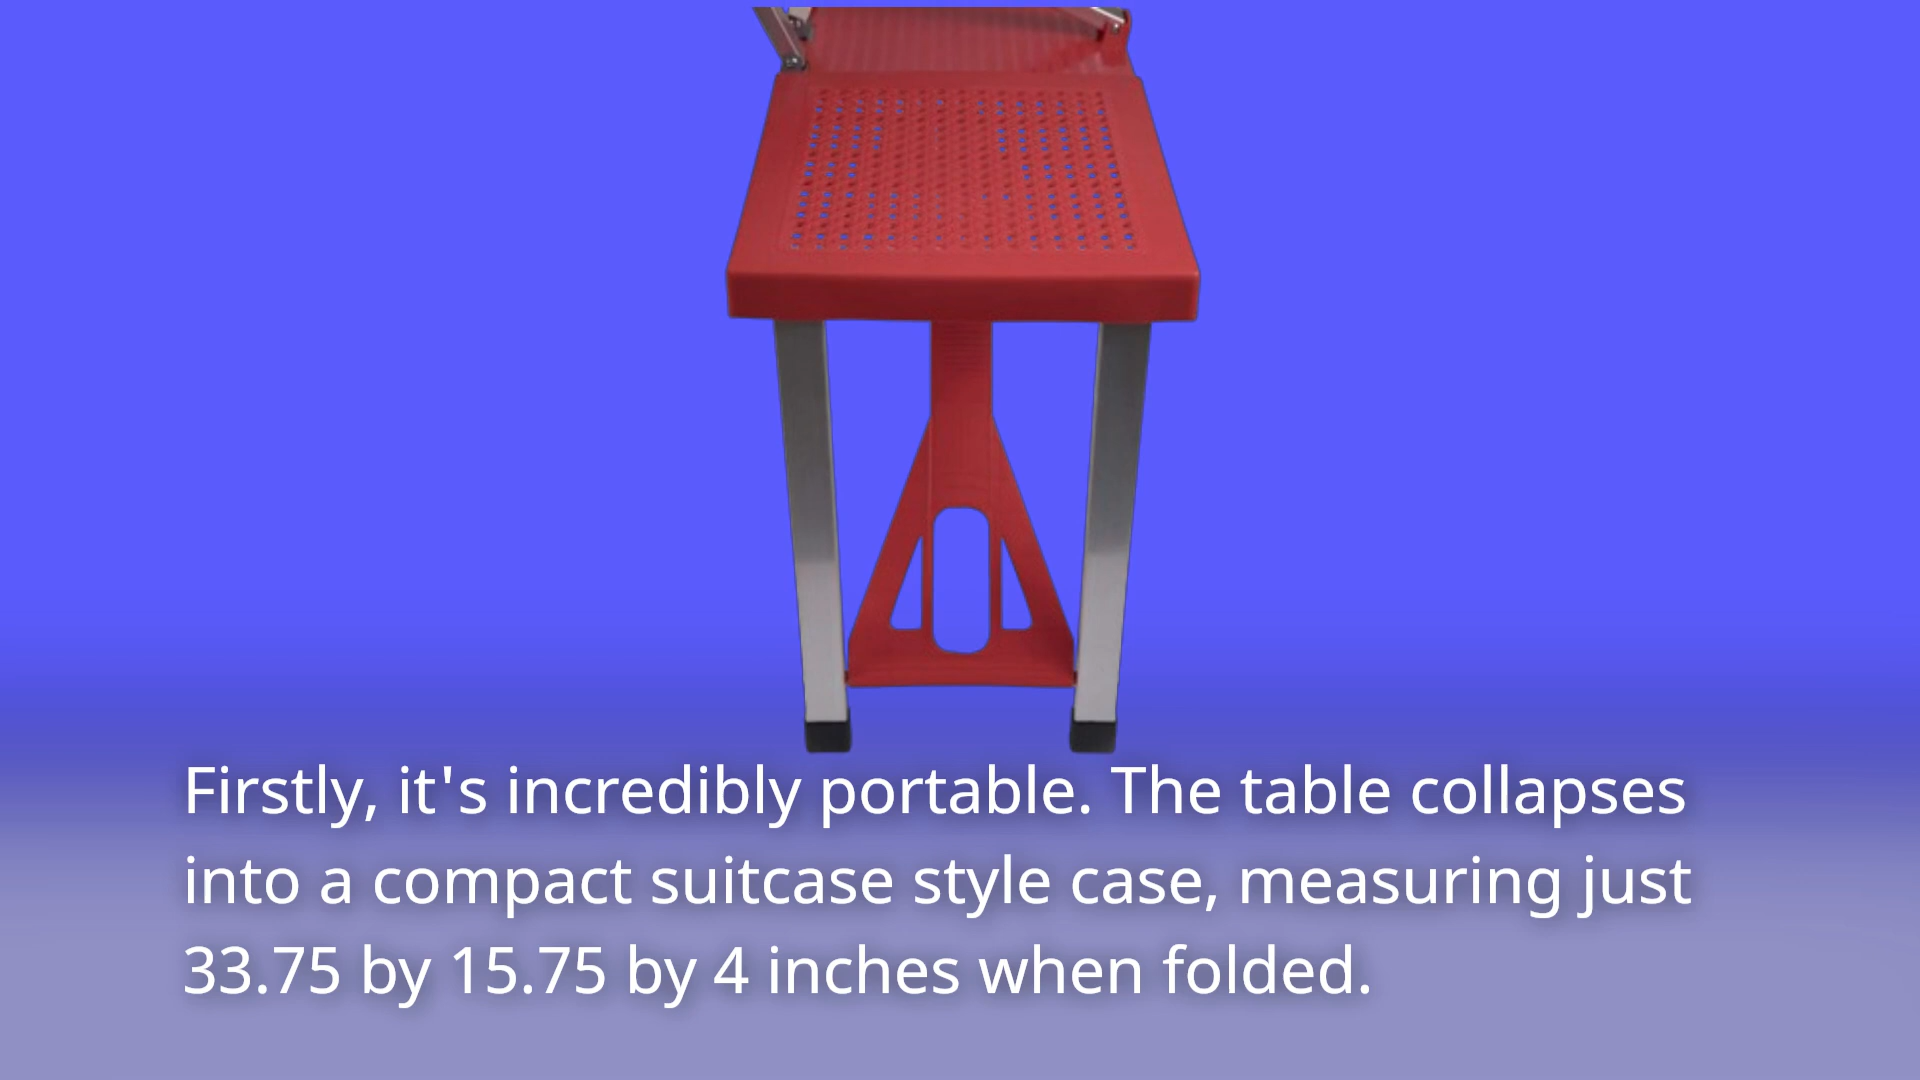 Firstly, it's incredibly portable. The table collapses
into a compact suitcase style case, measuring just
33.75 by 15.75 by 4 inches when folded.